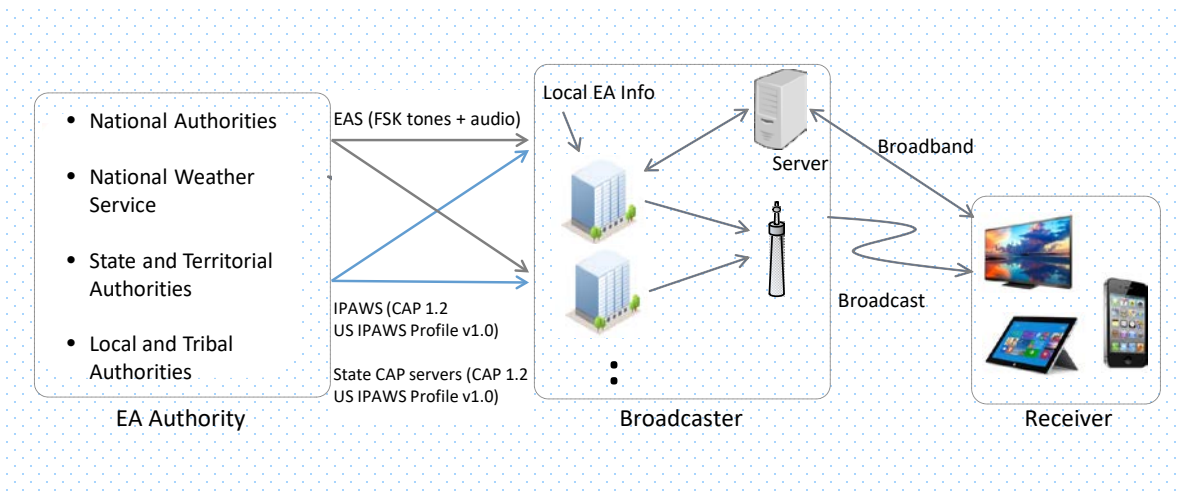 • National Authorities
• National Weather
Service
• State and Territorial
Authorities
• Local and Tribal
Authorities
EA Authority
EAS (FSK tones + audio)
IPAWS (CAP 1.2
US IPAWS Profile v1.0)
State CAP servers (CAP 1.2
US IPAWS Profile v1.0)
Local EA Info
Server
:
Broadcaster
Broadband
Broadcast
Receiver